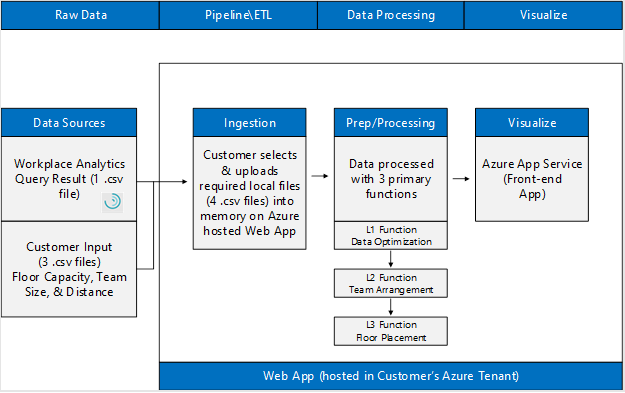 Raw Data
Pipeline\ETL
Data Processing
Visualize
Data Sources
Workplace Analytics
Query Result (1 .csv
file)
Customer Input
(3 .csv files)
Floor Capacity, Team
Size, & Distance
Ingestion
Customer selects
& uploads
required local files
(4 .csv files) into
memory on Azure
hosted Web App
Prep/Processing
Data processed
with 3 primary
functions
L1 Function
Data Optimization
L2 Function
Team Arrangement
L3 Function
Floor Placement
Visualize
Azure App Service
(Front-end
App)
Web App (hosted in Customer's Azure Tenant)